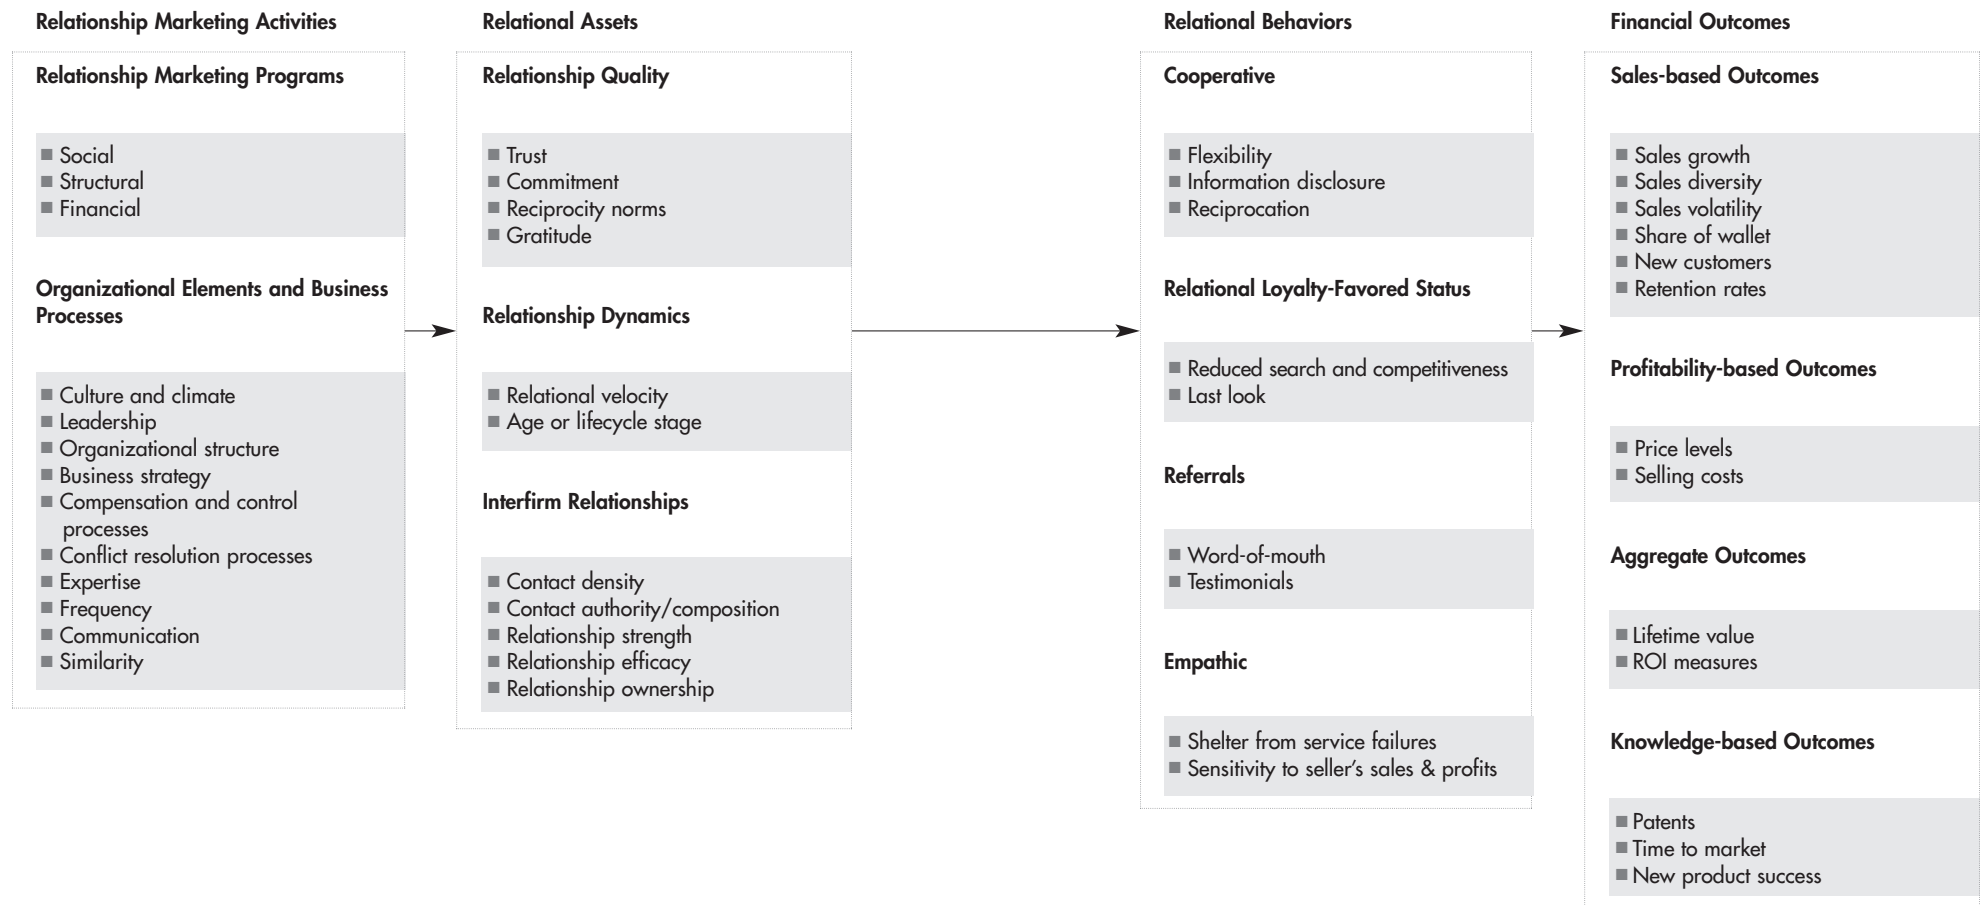 Relationship Marketing Activities
Relationship Marketing Programs
■ Social
■ Structural
■ Financial
Organizational Elements and Business
Processes
■ Culture and climate
■ Leadership
■ Organizational structure
■ Business strategy
■ Compensation and control
processes
■ Conflict resolution processes
■ Expertise
■ Frequency
■ Communication
■ Similarity
Relational Assets
Relationship Quality
■ Trust
■ Commitment
■ Reciprocity norms
■ Gratitude
Relationship Dynamics
■ Relational velocity
■ Age or lifecycle stage
Interfirm Relationships
■ Contact density
■ Contact authority/composition
■ Relationship strength
■ Relationship efficacy
■ Relationship ownership
Relational Behaviors
Cooperative
■ Flexibility
■ Information disclosure
■ Reciprocation
Relational Loyalty-Favored Status
■ Reduced search and competitiveness
■ Last look
Referrals
■ Word-of-mouth
■ Testimonials
Empathic
■ Shelter from service failures
■ Sensitivity to seller's sales & profits
Financial Outcomes
Sales-based Outcomes
■ Sales growth
■ Sales diversity
■ Sales volatility
■ Share of wallet
■ New customers
■ Retention rates
Profitability-based Outcomes
■ Price levels
■ Selling costs
Aggregate Outcomes
■ Lifetime value
■ ROI measures
Knowledge-based Outcomes
■ Patents
■ Time to market
■ New product success